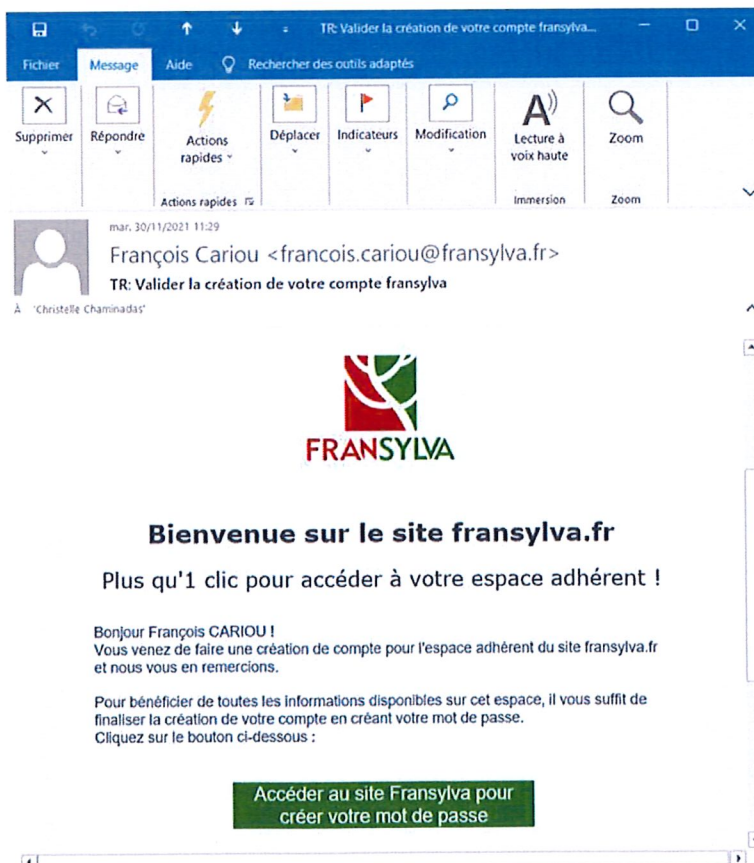 TR: Valider la création de votre compte fransylva...
Fichier Message Aide Rechercher des outils adaptés
Supprimer Répondre Actions rapides Déplacer Indicateurs Modification Lecture à voix haute Zoom
Actions rapides Immersion Zoom
mar. 30/11/2021 11:29
François Cariou <francois.cariou@fransylva.fr>
TR: Valider la création de votre compte fransylva
À 'Christelle Chaminadas'
FRANSYLVA
Bienvenue sur le site fransylva.fr
Plus qu'1 clic pour accéder à votre espace adhérent !
Bonjour François CARIOU !
Vous venez de faire une création de compte pour l'espace adhérent du site fransylva.fr
et nous vous en remercions.
Pour bénéficier de toutes les informations disponibles sur cet espace, il vous suffit de
finaliser la création de votre compte en créant votre mot de passe.
Cliquez sur le bouton ci-dessous :
Accéder au site Fransylva pour
créer votre mot de passe